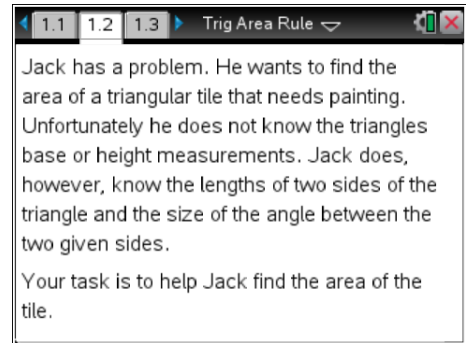 1.1 1.2 1.3 Trig Area Rule
Jack has a problem. He wants to find the
area of a triangular tile that needs painting.
Unfortunately he does not know the triangles
base or height measurements. Jack does,
however, know the lengths of two sides of the
triangle and the size of the angle between the
two given sides.
Your task is to help Jack find the area of the
tile.